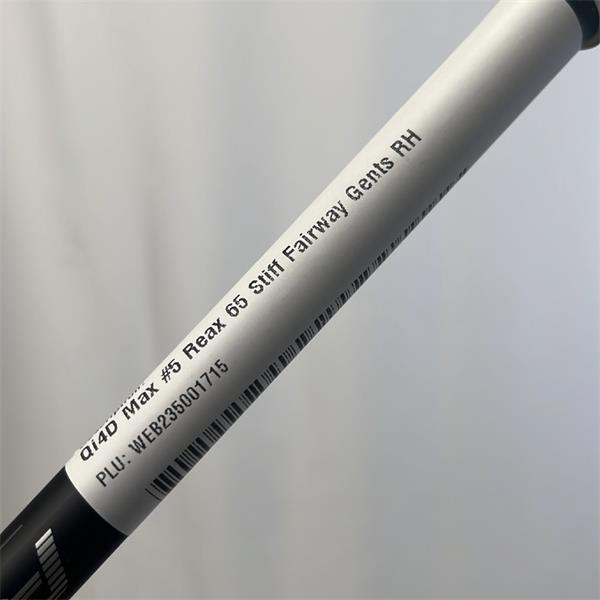 Qi4D Max #5 Reax 65 Stiff Fairway Gents RH
PLU: WEB235001715